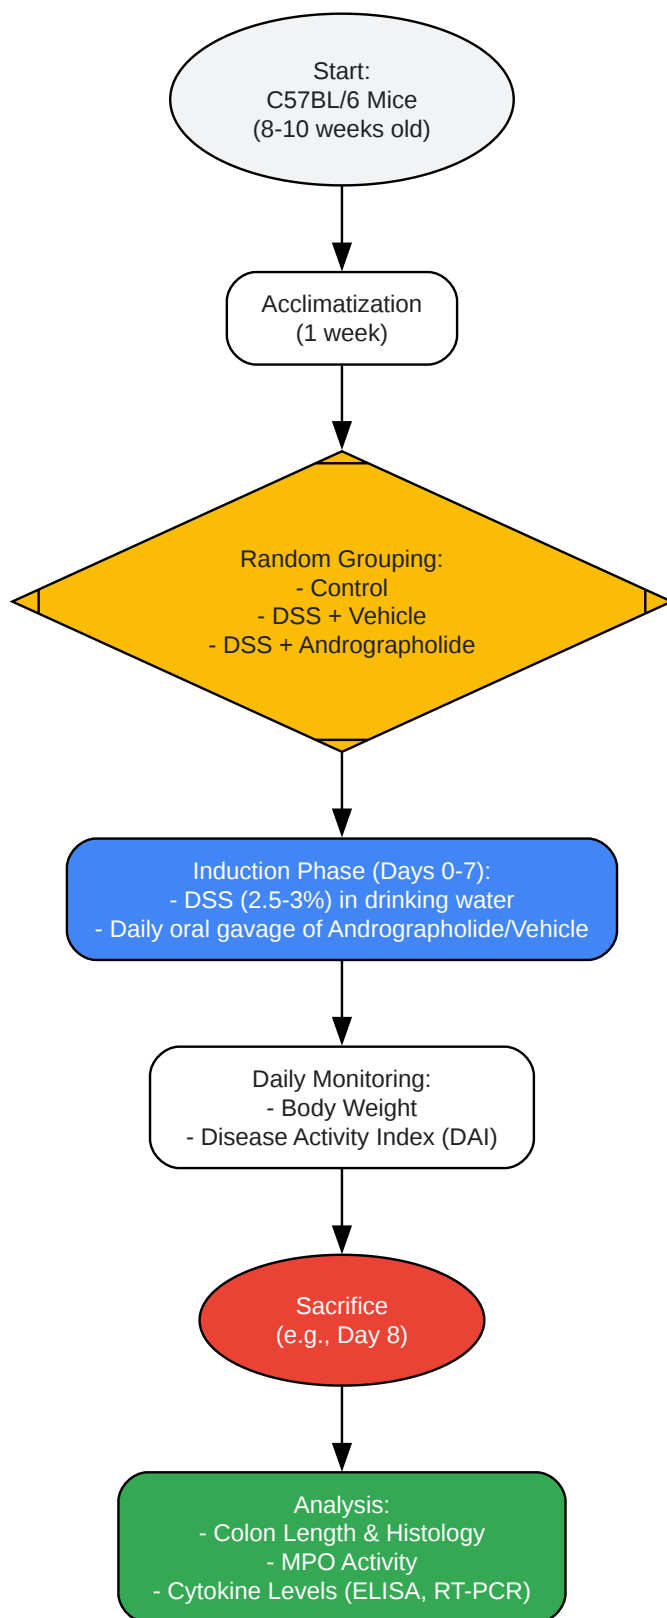 Start:
C57BL/6 Mice
(8-10 weeks old)
Acclimatization
(1 week)
Random Grouping:
- Control
- DSS + Vehicle
- DSS + Andrographolide
Induction Phase (Days 0-7):
- DSS (2.5-3%) in drinking water
- Daily oral gavage of Andrographolide/Vehicle
Daily Monitoring:
- Body Weight
- Disease Activity Index (DAI)
Sacrifice
(e.g., Day 8)
Analysis:
- Colon Length & Histology
- MPO Activity
- Cytokine Levels (ELISA, RT-PCR)